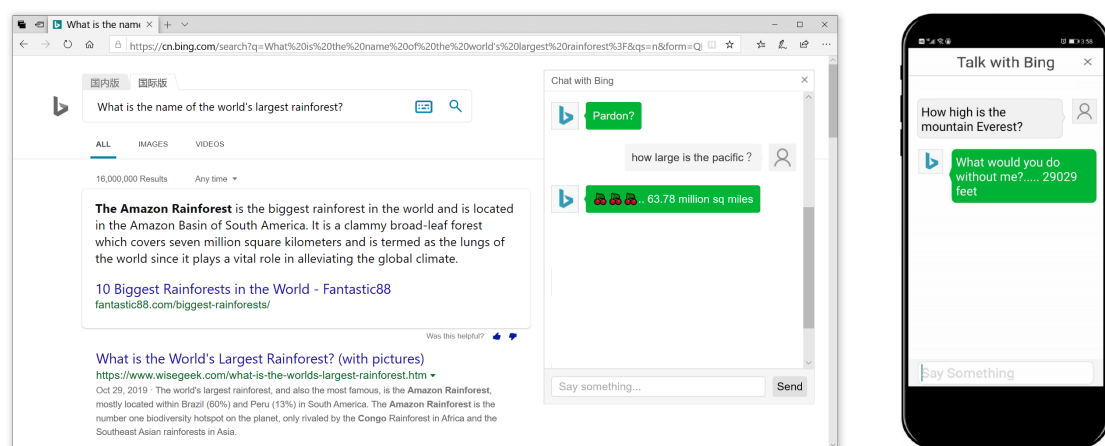 What is the name
https://cn.bing.com/search?q=What%20is%20the%20name%20of%20the%20world's%20largest%20rainforest%3F&qs=n&form=Q
国内版 国际版
What is the name of the world's largest rainforest?
ALL IMAGES VIDEOS
16,000,000 Results Any time
The Amazon Rainforest is the biggest rainforest in the world and is located
in the Amazon Basin of South America. It is a clammy broad-leaf forest
which covers seven million square kilometers and is termed as the lungs of
the world since it plays a vital role in alleviating the global climate.
10 Biggest Rainforests in the World - Fantastic88
fantastic88.com/biggest-rainforests/
Was this helpful?
What is the World's Largest Rainforest? (with pictures)
https://www.wisegeek.com/what-is-the-worlds-largest-rainforest.htm
Oct 29, 2019 · The world's largest rainforest, and also the most famous, is the Amazon Rainforest,
mostly located within Brazil (60%) and Peru (13%) in South America. The Amazon Rainforest is the
number one biodiversity hotspot on the planet, only rivaled by the Congo Rainforest in Africa and the
Southeast Asian rainforests in Asia.
Chat with Bing
Pardon?
how large is the pacific ?
🍒🍒🍒.. 63.78 million sq miles
Say something... Send
3:58
Talk with Bing
How high is the
mountain Everest?
What would you do
without me?..... 29029
feet
Say Something